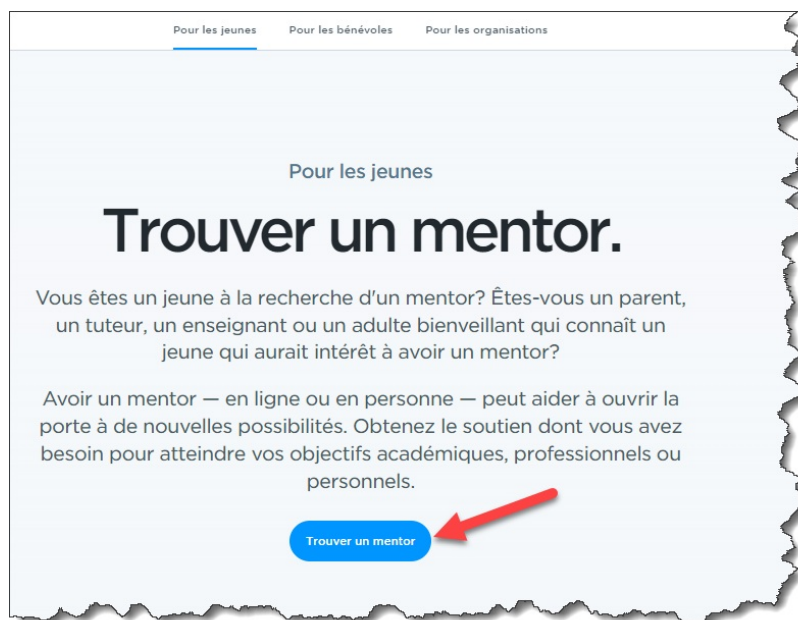 Pour les jeunes Pour les bénévoles Pour les organisations
Pour les jeunes
Trouver un mentor.
Vous êtes un jeune à la recherche d'un mentor? Êtes-vous un parent,
un tuteur, un enseignant ou un adulte bienveillant qui connaît un
jeune qui aurait intérêt à avoir un mentor?
Avoir un mentor — en ligne ou en personne — peut aider à ouvrir la
porte à de nouvelles possibilités. Obtenez le soutien dont vous avez
besoin pour atteindre vos objectifs académiques, professionnels ou
personnels.
Trouver un mentor